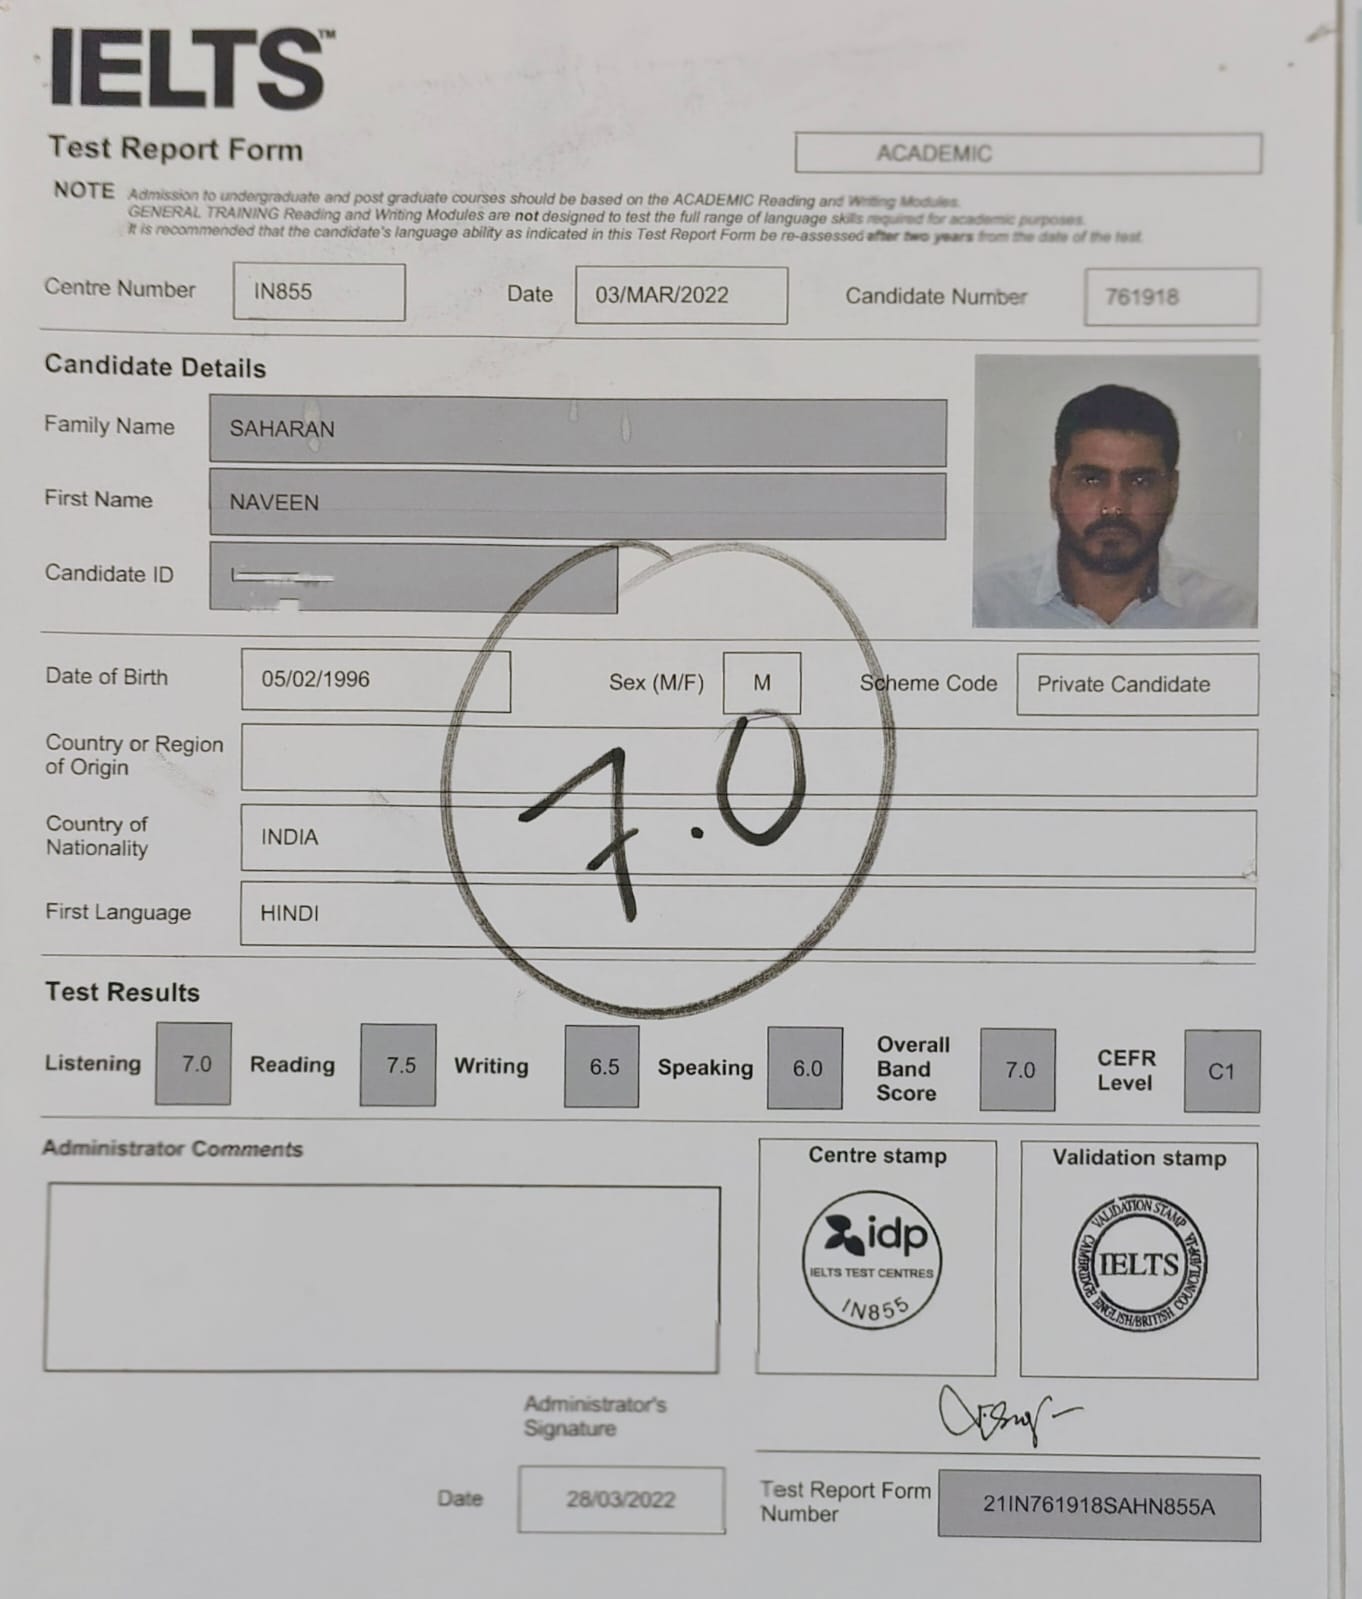 IELTS™
Test Report Form
ACADEMIC
NOTE Admission to undergraduate and post graduate courses should be based on the ACADEMIC Reading and Writing Modules.
GENERAL TRAINING Reading and Writing Modules are not designed to test the full range of language skills required for academic purposes.
It is recommended that the candidate's language ability as indicated in this Test Report Form be re-assessed after two years from the date of the test.
Centre Number IN855 Date 03/MAR/2022 Candidate Number 761918
Candidate Details
Family Name SAHARAN
First Name NAVEEN
Candidate ID
Date of Birth 05/02/1996 Sex (M/F) M Scheme Code Private Candidate
Country or Region
of Origin
7.0
Country of
Nationality INDIA
First Language HINDI
Test Results
Listening 7.0 Reading 7.5 Writing 6.5 Speaking 6.0 Overall Band Score 7.0 CEFR Level C1
Administrator Comments
Centre stamp
idp
IELTS TEST CENTRES
IN855
Validation stamp
VALIDATION STAMP
IELTS
CAMBRIDGE ENGLISH/BRITISH COUNCIL/IDP:IA
Administrator's
Signature
Date 28/03/2022
Test Report Form
Number 21IN761918SAHN855A